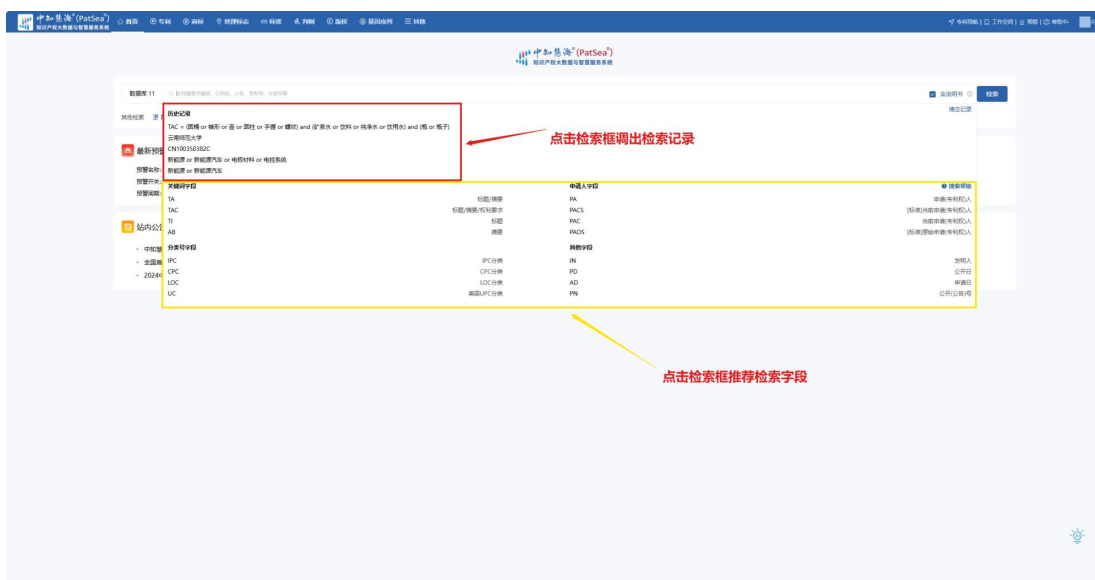 中知慧海®(PatSea®)
知识产权大数据与智慧服务系统
首页 专利 商标 地理标志 标准 判例 版权 基因序列 其他
专利导航 | 工作空间 | 预警 | 帮助中
中知慧海®(PatSea®)
知识产权大数据与智慧服务系统
数据库 11
含说明书
检索
其他检索
历史记录
清空记录
TAC = (圆桶 or 锥形 or 壶 or 圆柱 or 手握 or 螺纹) and (矿泉水 or 饮料 or 纯净水 or 饮用水) and (瓶 or 瓶子)
云南师范大学
CN100350382C
新能源 or 新能源汽车 or 电极材料 or 电控系统
新能源 or 新能源汽车
点击检索框调出检索记录
最新预警
预警名称:
预警开关:
预警周期:
关键词字段
申请人字段
搜索帮助
TA 标题/摘要 PA 申请(专利权)人
TAC 标题/摘要/权利要求 PACS [标准]当前申请(专利权)人
TI 标题 PAC 当前申请(专利权)人
AB 摘要 PAOS [标准]原始申请(专利权)人
站内公告
中知慧
全国首
2024年
分类号字段 其他字段
IPC IPC分类 IN 发明人
CPC CPC分类 PD 公开日
LOC LOC分类 AD 申请日
UC 美国UPC分类 PN 公开(公告)号
点击检索框推荐检索字段